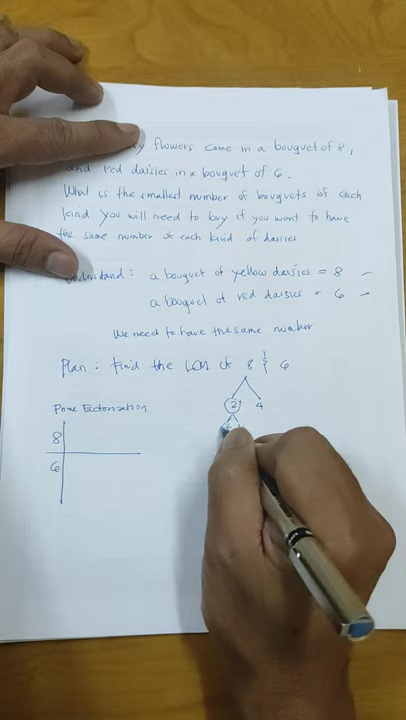 flowers come in a bouquet of 8,
and red daisies in a bouquet of 6.
What is the smallest number of bouquets of each
kind you will need to buy if you want to have
the same number of each kind of daisies
Understand: a bouquet of yellow daisies = 8 -
a bouquet of red daisies = 6 -
We need to have the same number
Plan: find the LCM of 8 & 6
2 4
Prime Factorization
8
6